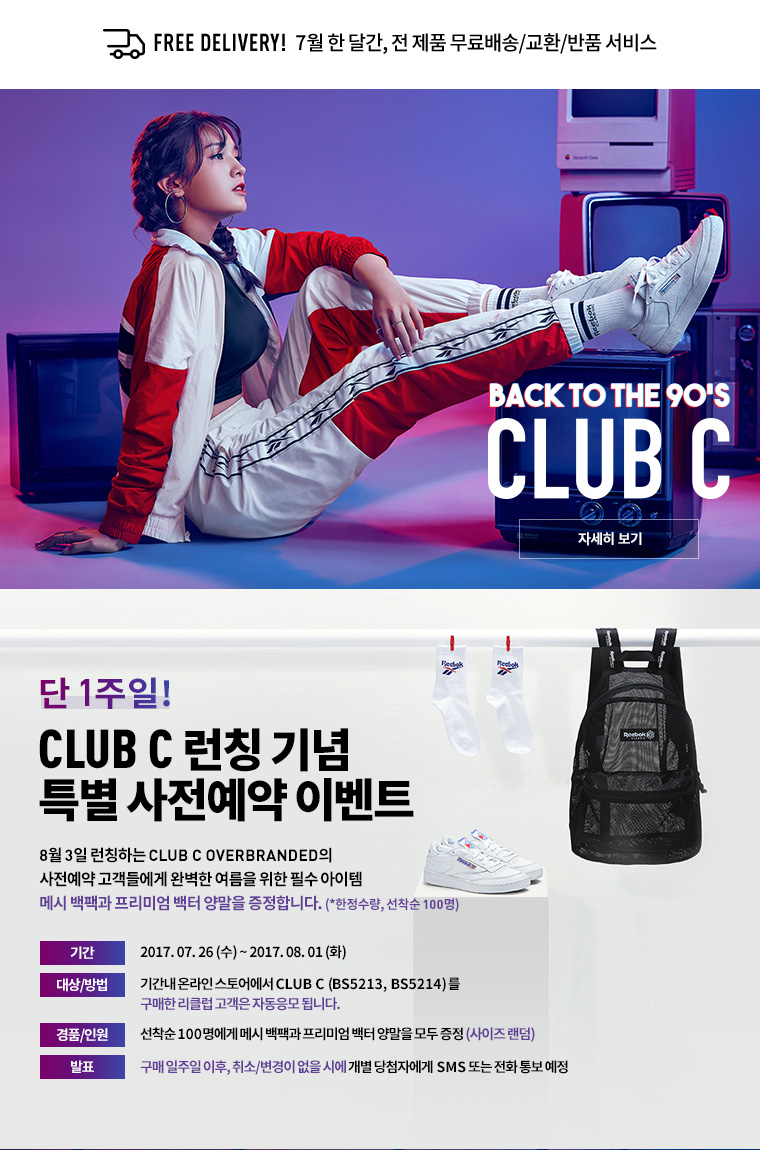 FREE DELIVERY! 7월 한 달간, 전 제품 무료배송/교환/반품 서비스
Macintosh Classic
Reebok
BACK TO THE 90'S
CLUB C
자세히 보기
Reebok
Reebok
Reebok
단 1주일!
CLUB C 런칭 기념
특별 사전예약 이벤트
8월 3일 런칭하는 CLUB C OVERBRANDED의
사전예약 고객들에게 완벽한 여름을 위한 필수 아이템
메시 백팩과 프리미엄 벡터 양말을 증정합니다. (*한정수량, 선착순 100명)
기간 2017. 07. 26 (수) ~ 2017. 08. 01 (화)
대상/방법 기간내 온라인 스토어에서 CLUB C (BS5213, BS5214) 를
구매한 리클럽 고객은 자동응모 됩니다.
경품/인원 선착순 100명에게 메시 백팩과 프리미엄 벡터 양말을 모두 증정 (사이즈 랜덤)
발표 구매 일주일 이후, 취소/변경이 없을 시에 개별 당첨자에게 SMS 또는 전화 통보 예정